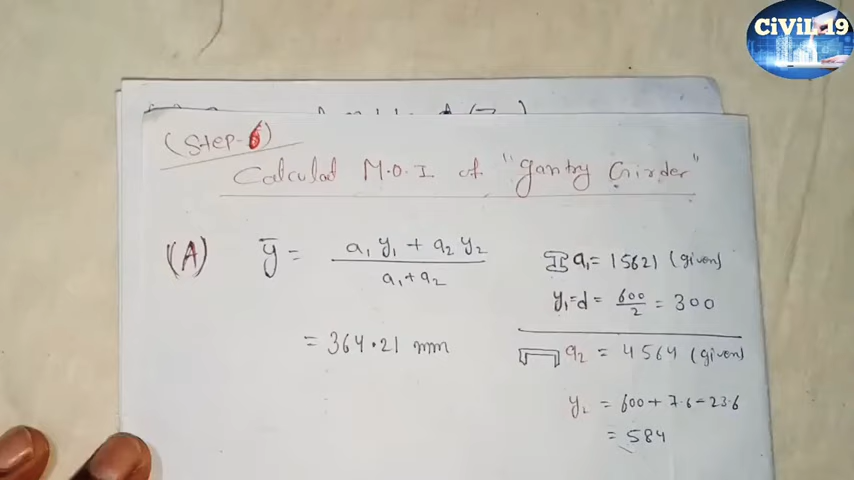 CiViL 19
(Step-6)
Calculad M.O.I of "gantry Girder"
(A) ȳ = a₁y₁ + a₂y₂ / a₁+a₂
= 364.21 mm
a₁ = 15621 (given)
y₁=d = 600/2 = 300
a₂ = 4564 (given)
y₂ = 600+7.6-23.6
= 584